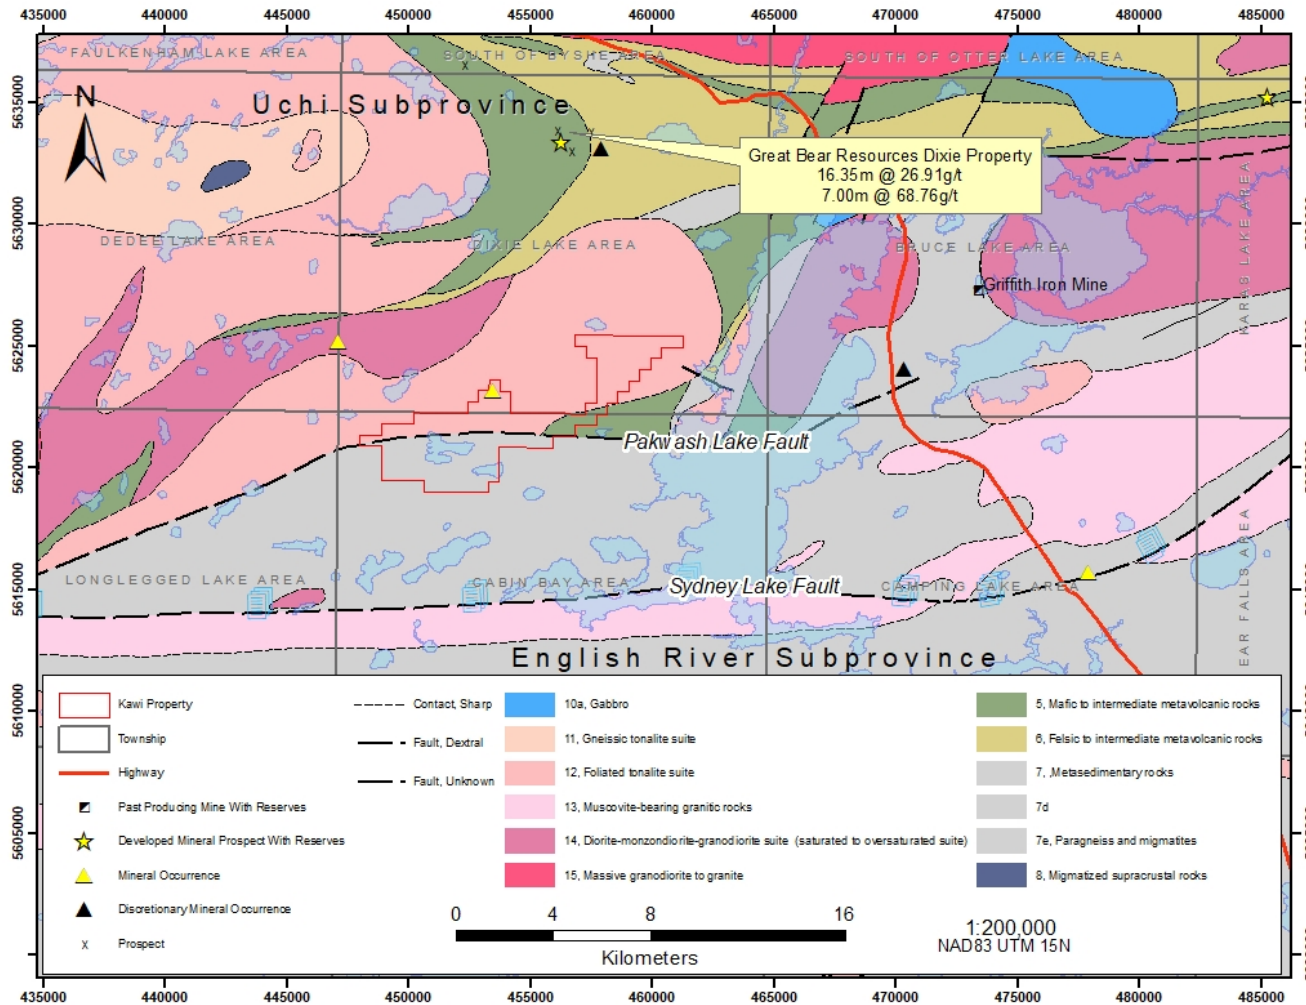 435000 440000 445000 450000 455000 460000 465000 470000 475000 480000 485000
FAULKENHAM LAKE AREA
SOUTH OF BYSHE AREA
SOUTH OF OTTER LAKE AREA
5635000
N
Uchi Subprovince
x
Great Bear Resources Dixie Property
16.35m @ 26.91g/t
7.00m @ 68.76g/t
5630000
DEDEE LAKE AREA
DIXIE LAKE AREA
BRUCE LAKE AREA
Griffith Iron Mine
5625000
Pakwash Lake Fault
5620000
LONGLEGGED LAKE AREA
CABIN BAY AREA
Sydney Lake Fault
CAMPING LAKE AREA
EAR FALLS AREA
5615000
English River Subprovince
5610000
5605000
Kawi Property
Township
Highway
Past Producing Mine With Reserves
Developed Mineral Prospect With Reserves
Mineral Occurrence
Discretionary Mineral Occurrence
x Prospect
Contact, Sharp
Fault, Dextral
Fault, Unknown
10a, Gabbro
11, Gneissic tonalite suite
12, Foliated tonalite suite
13, Muscovite-bearing granitic rocks
14, Diorite-monzondiorite-granodiorite suite (saturated to oversaturated suite)
15, Massive granodiorite to granite
5, Mafic to intermediate metavolcanic rocks
6, Felsic to intermediate metavolcanic rocks
7, ,Metasedimentary rocks
7d
7e, Paragneiss and migmatites
8, Migmatized supracrustal rocks
0 4 8 16
Kilometers
1:200,000
NAD83 UTM 15N
435000 440000 445000 450000 455000 460000 465000 470000 475000 480000 485000